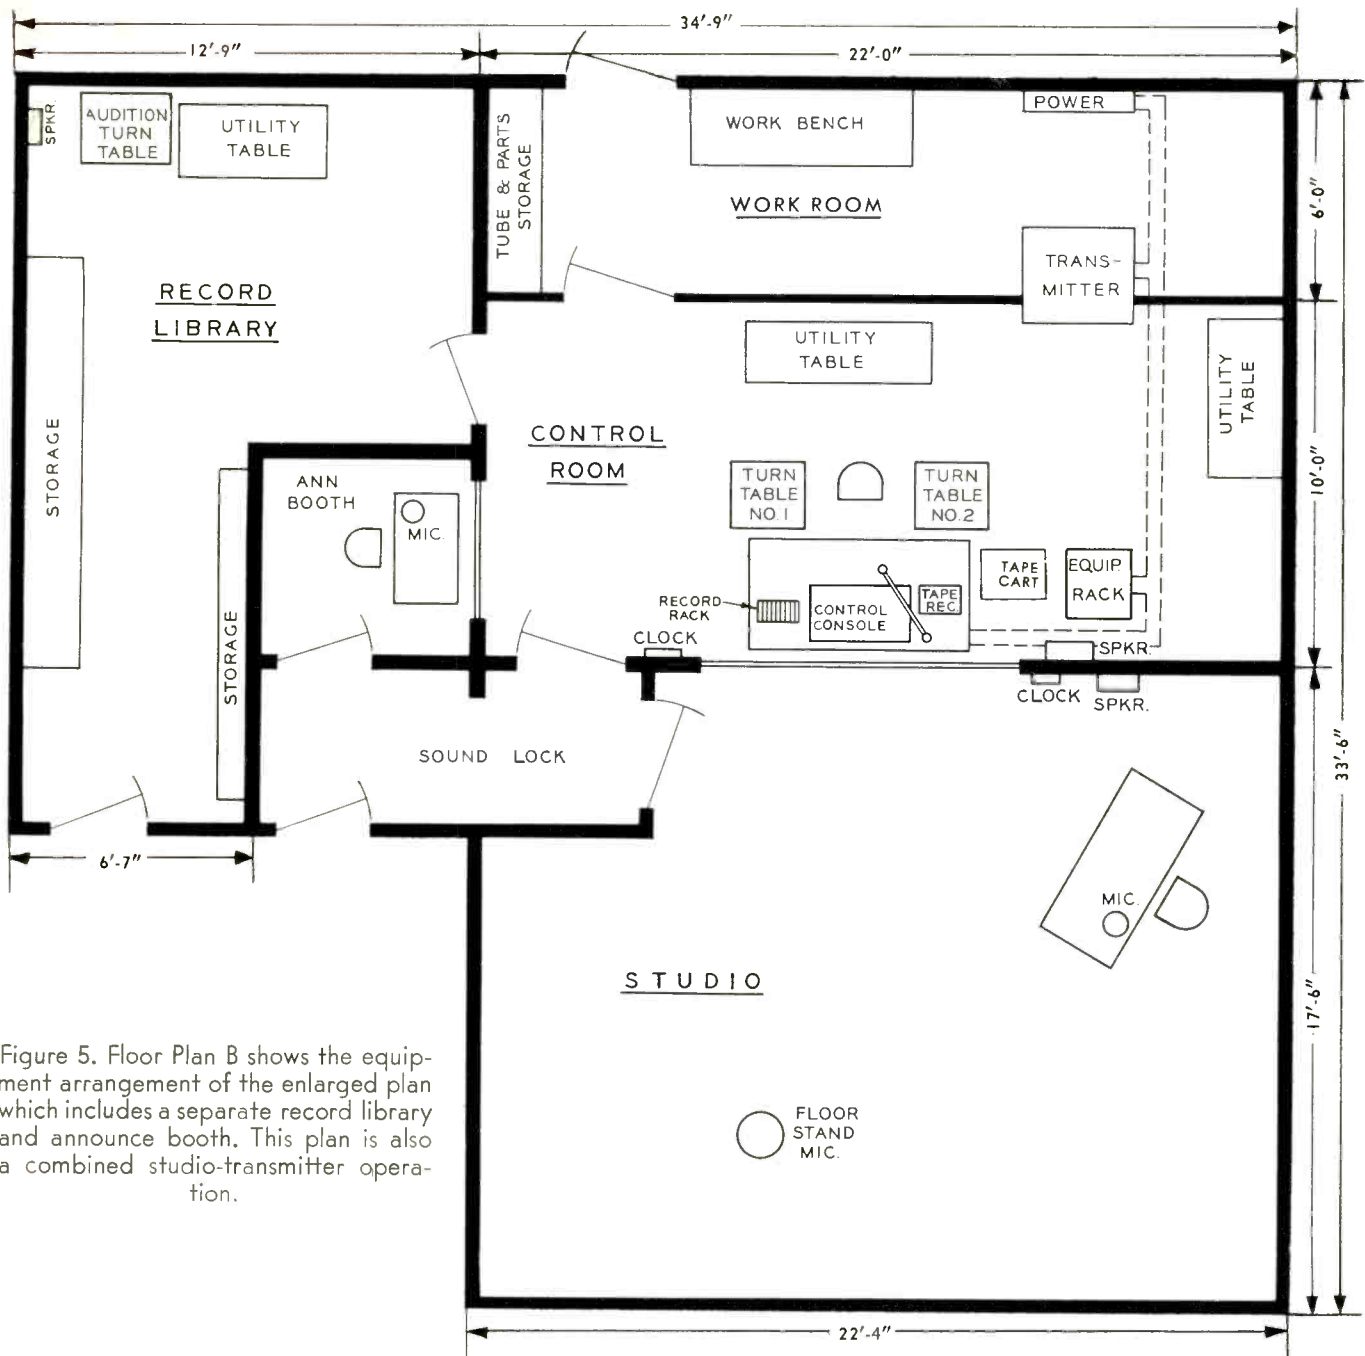 34'-9"
12'-9"
22'-0"
SPKR.
AUDITION
TURN
TABLE
UTILITY
TABLE
TUBE & PARTS
STORAGE
WORK BENCH
POWER
WORK ROOM
6'-0"
TRANS-
MITTER
RECORD
LIBRARY
UTILITY
TABLE
UTILITY
TABLE
STORAGE
CONTROL
ROOM
10'-0"
ANN
BOOTH
MIC.
TURN
TABLE
NO.1
TURN
TABLE
NO.2
TAPE
CART
EQUIP.
RACK
RECORD
RACK
CONTROL
CONSOLE
TAPE
REC.
CLOCK
SPKR.
STORAGE
CLOCK
SPKR.
SOUND LOCK
33'-6"
6'-7"
MIC.
STUDIO
17'-6"
Figure 5. Floor Plan B shows the equip-
ment arrangement of the enlarged plan
which includes a separate record library
and announce booth. This plan is also
a combined studio-transmitter opera-
tion.
FLOOR
STAND
MIC.
22'-4"